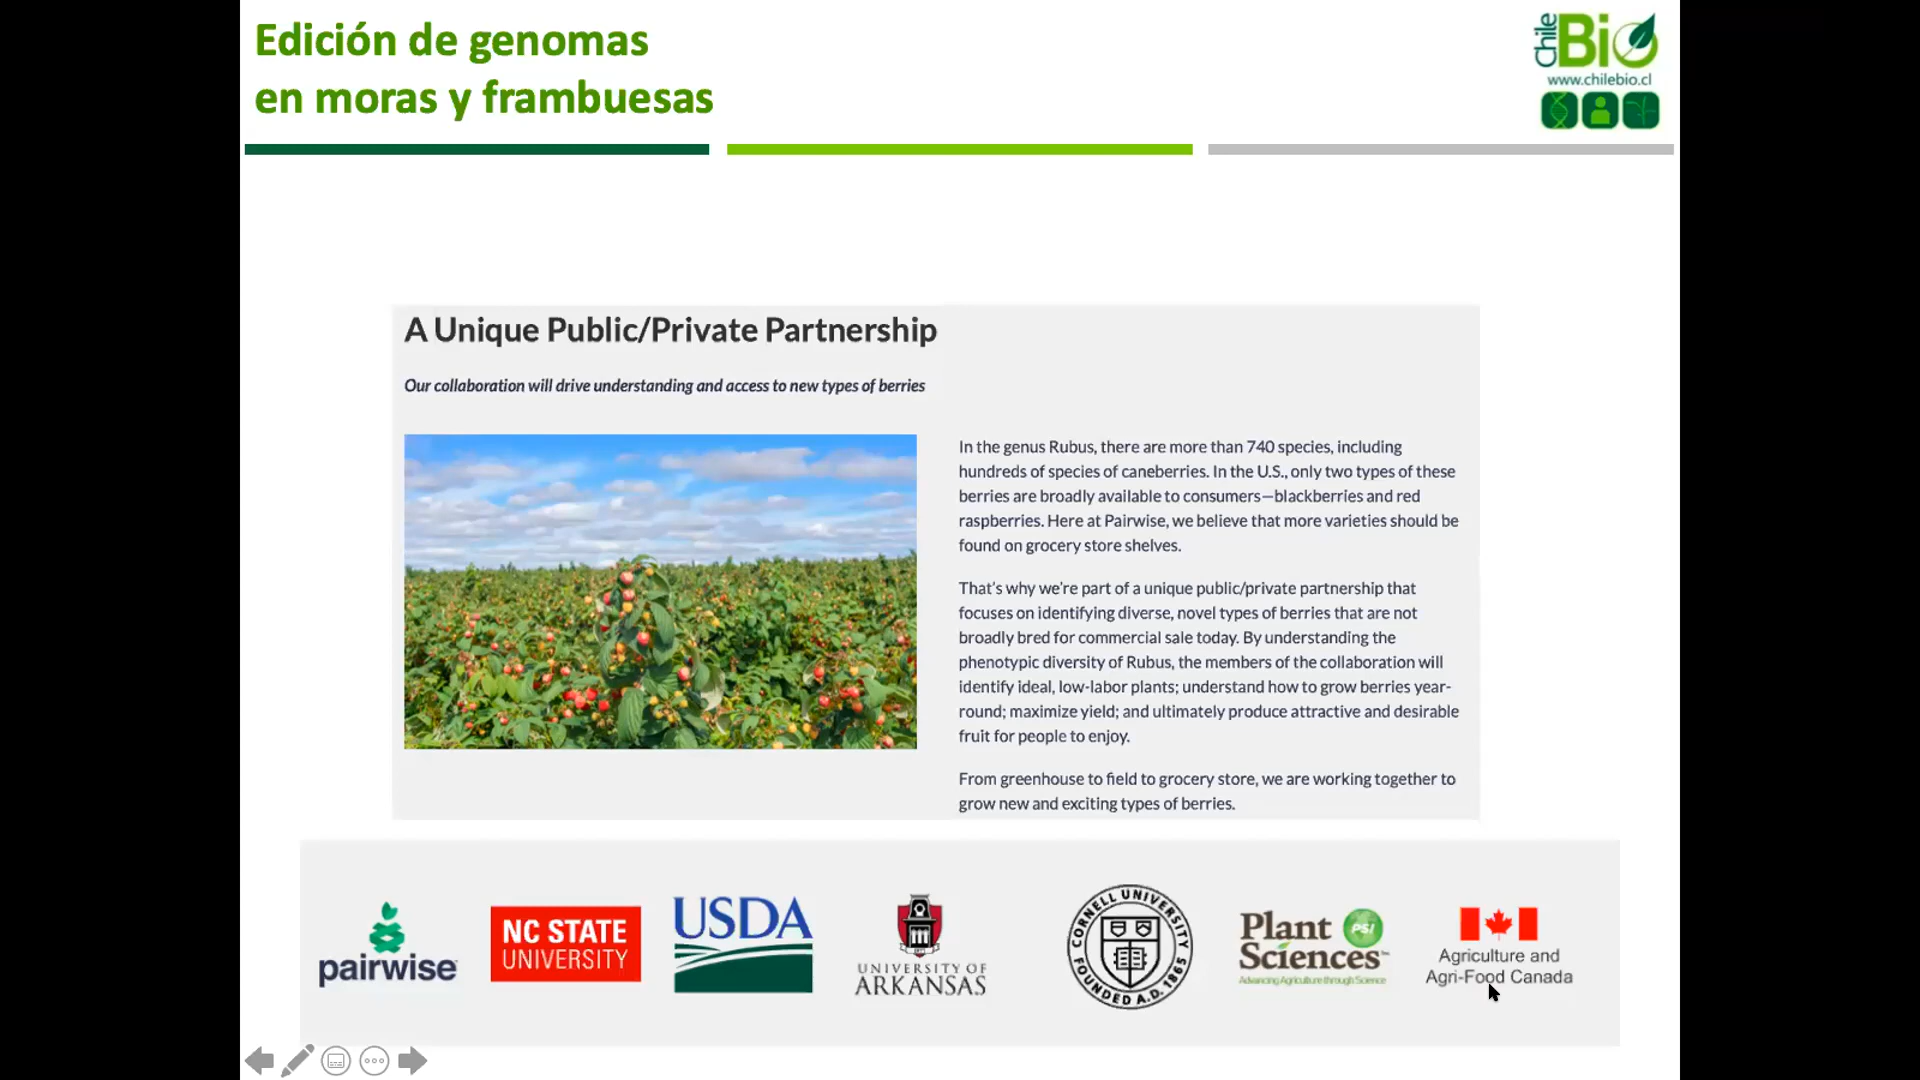 Edición de genomas
en moras y frambuesas
Chile
Bio
www.chilebio.cl
A Unique Public/Private Partnership
Our collaboration will drive understanding and access to new types of berries
In the genus Rubus, there are more than 740 species, including
hundreds of species of caneberries. In the U.S., only two types of these
berries are broadly available to consumers—blackberries and red
raspberries. Here at Pairwise, we believe that more varieties should be
found on grocery store shelves.
That's why we're part of a unique public/private partnership that
focuses on identifying diverse, novel types of berries that are not
broadly bred for commercial sale today. By understanding the
phenotypic diversity of Rubus, the members of the collaboration will
identify ideal, low-labor plants; understand how to grow berries year-
round; maximize yield; and ultimately produce attractive and desirable
fruit for people to enjoy.
From greenhouse to field to grocery store, we are working together to
grow new and exciting types of berries.
pairwise
NC STATE
UNIVERSITY
USDA
1871
UNIVERSITY OF
ARKANSAS
CORNELL UNIVERSITY
FOUNDED A.D. 1865
Plant
PSI
Sciences
Advancing Agriculture through Science
Agriculture and
Agri-Food Canada